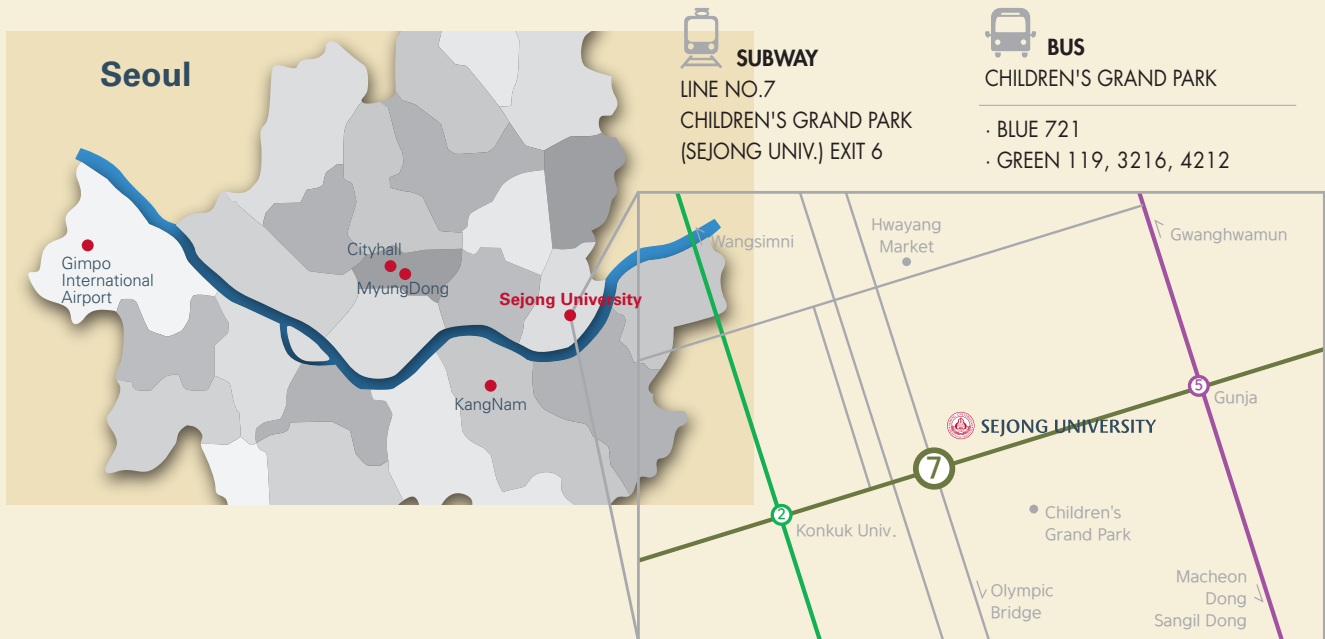 Seoul
Gimpo
International
Airport
Cityhall
MyungDong
Sejong University
KangNam
SUBWAY
LINE NO.7
CHILDREN'S GRAND PARK
(SEJONG UNIV.) EXIT 6
BUS
CHILDREN'S GRAND PARK
· BLUE 721
· GREEN 119, 3216, 4212
Wangsimni
Hwayang
Market
Gwanghwamun
5
Gunja
SEJONG UNIVERSITY
7
2
Konkuk Univ.
Children's
Grand Park
Olympic
Bridge
Macheon
Dong
Sangil Dong